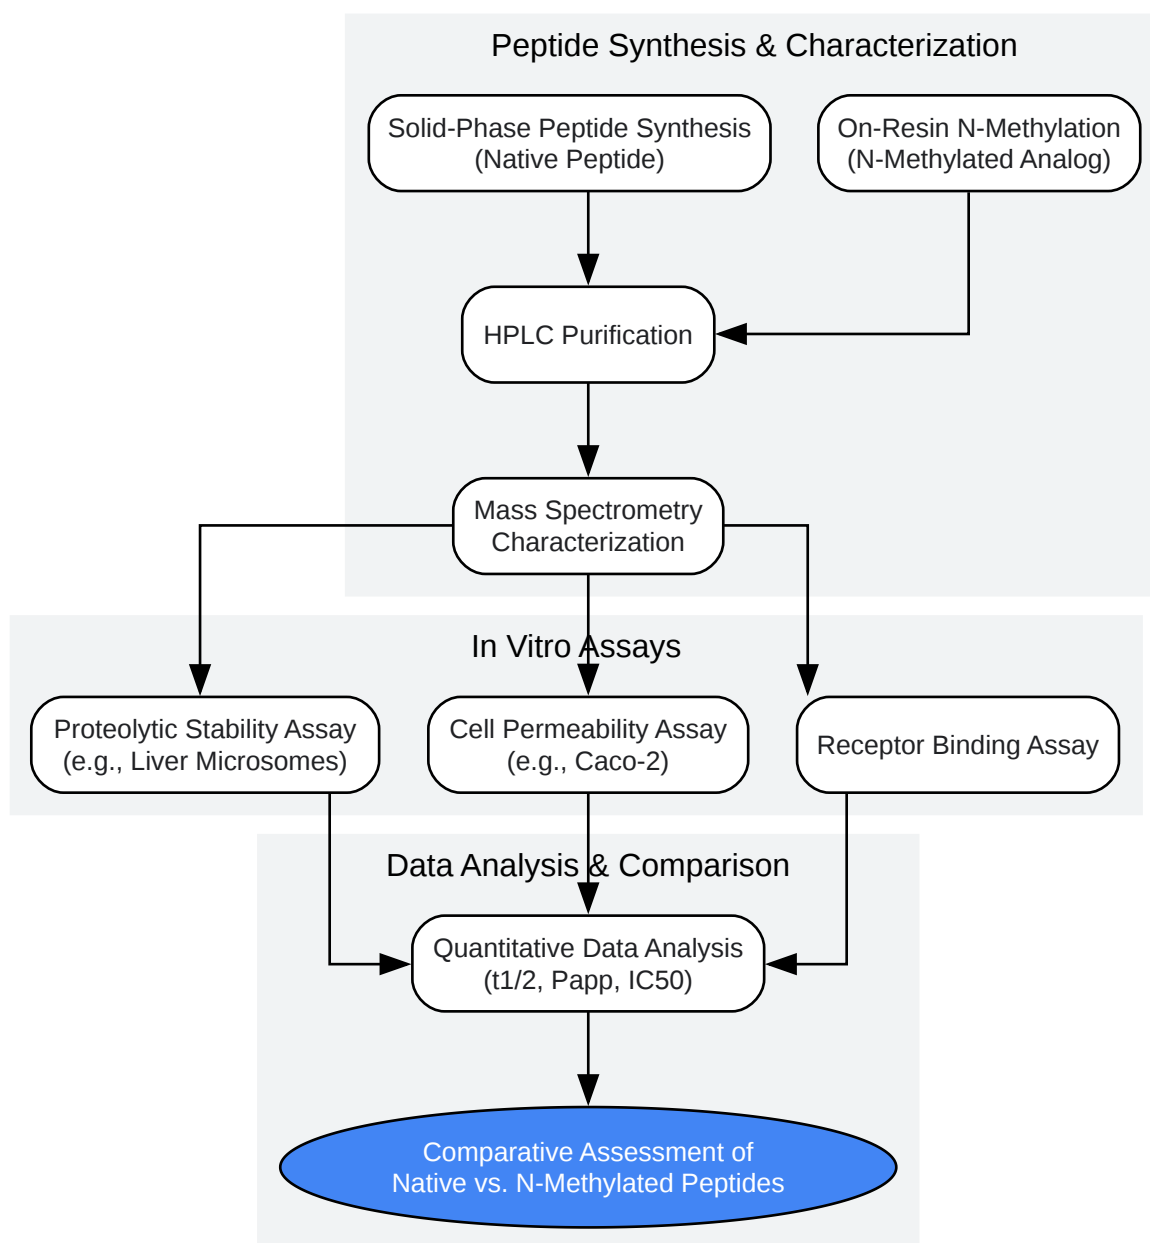 Peptide Synthesis & Characterization
Solid-Phase Peptide Synthesis
(Native Peptide)
On-Resin N-Methylation
(N-Methylated Analog)
HPLC Purification
Mass Spectrometry
Characterization
In Vitro Assays
Proteolytic Stability Assay
(e.g., Liver Microsomes)
Cell Permeability Assay
(e.g., Caco-2)
Receptor Binding Assay
Data Analysis & Comparison
Quantitative Data Analysis
(t1/2, Papp, IC50)
Comparative Assessment of
Native vs. N-Methylated Peptides